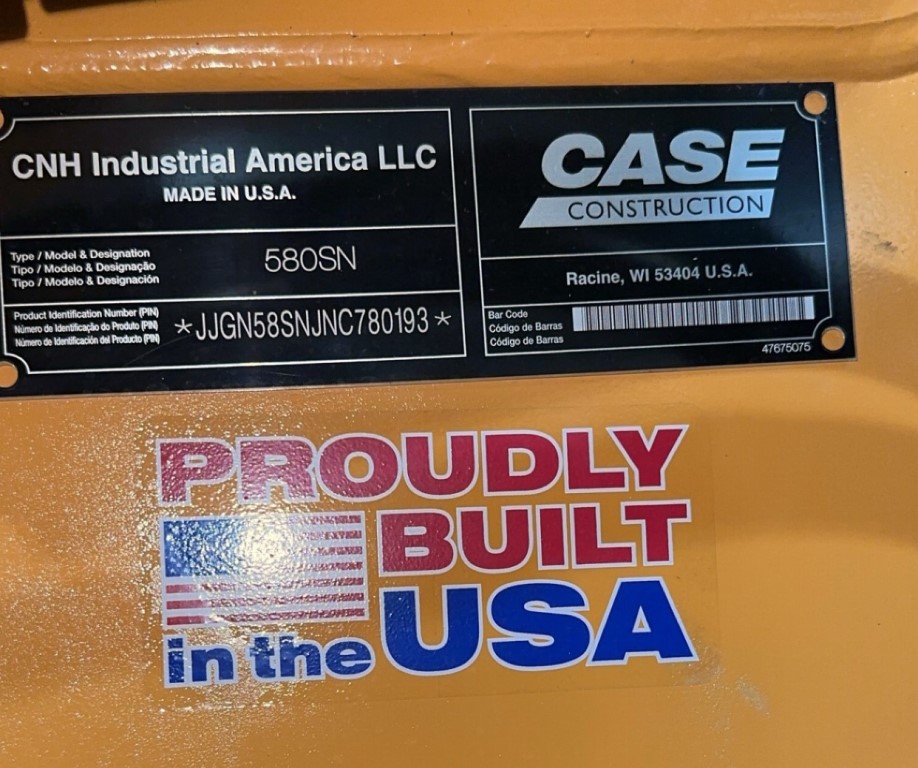 CNH Industrial America LLC
MADE IN U.S.A.
Type / Model & Designation
Tipo / Modelo & Designação
Tipo / Modelo & Designación
580SN
Product Identification Number (PIN)
Número de Identificação do Produto (PIN)
Número de Identificación del Producto (PIN)
*JJGN58SNJNC780193*
CASE
CONSTRUCTION
Racine, WI 53404 U.S.A.
Bar Code
Código de Barras
Código de Barras
47675075
PROUDLY
BUILT
in the USA